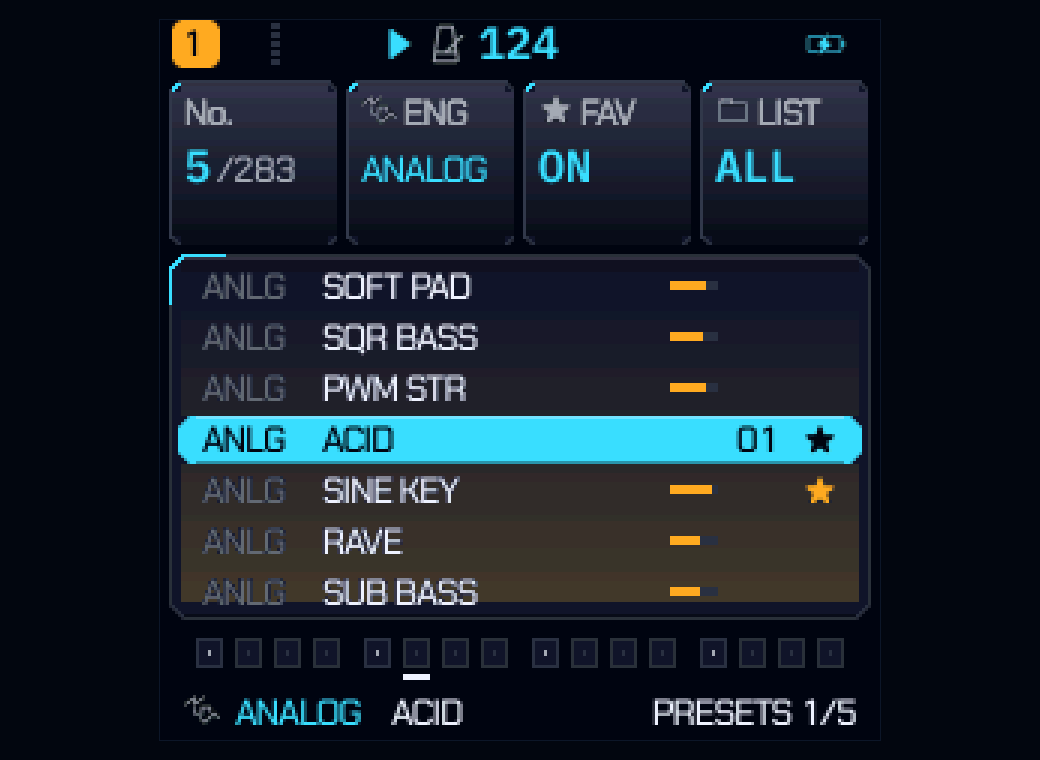 1 124
No. ENG FAV LIST
5/283 ANALOG ON ALL
ANLG SOFT PAD
ANLG SQR BASS
ANLG PWM STR
ANLG ACID 01
ANLG SINE KEY
ANLG RAVE
ANLG SUB BASS
ANALOG ACID PRESETS 1/5